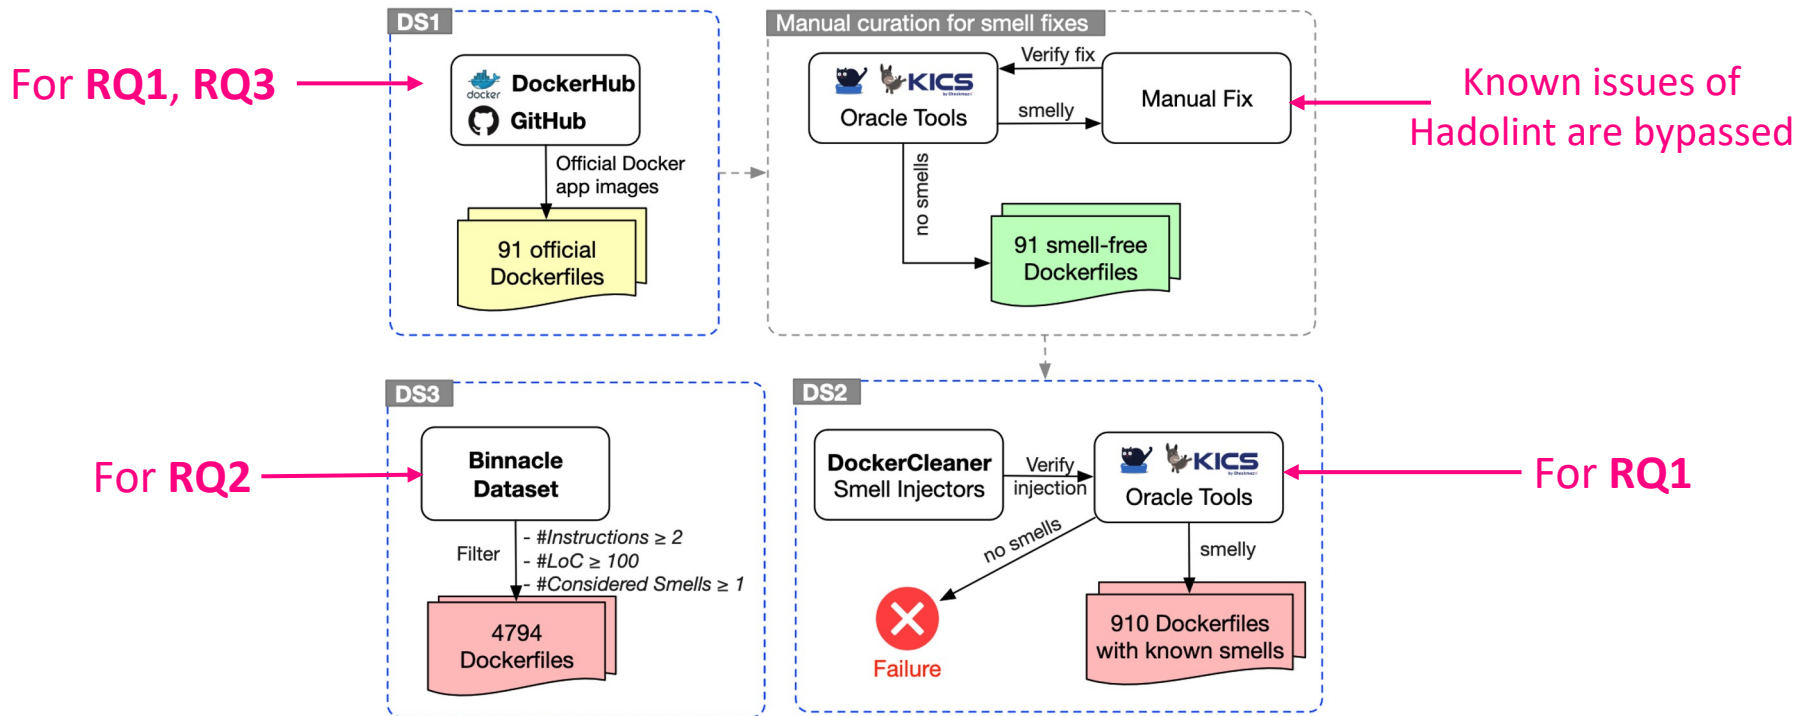 For RQ1, RQ3
DS1
docker
DockerHub
GitHub
Official Docker
app images
91 official
Dockerfiles
Manual curation for smell fixes
KICS
Oracle Tools
Verify fix
smelly
Manual Fix
no smells
91 smell-free
Dockerfiles
Known issues of
Hadolint are bypassed
For RQ2
DS3
Binnacle
Dataset
Filter
- #Instructions ≥ 2
- #LoC ≥ 100
- #Considered Smells ≥ 1
4794
Dockerfiles
DS2
DockerCleaner
Smell Injectors
Verify
injection
KICS
Oracle Tools
no smells
smelly
Failure
910 Dockerfiles
with known smells
For RQ1